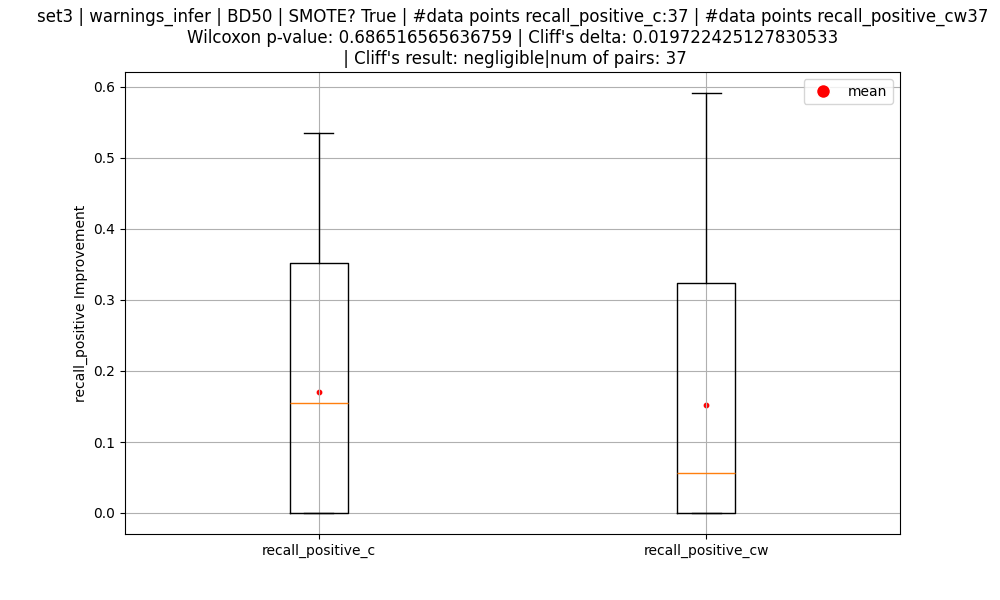 set3 | warnings_infer | BD50 | SMOTE? True | #data points recall_positive_c:37 | #data points recall_positive_cw37
Wilcoxon p-value: 0.686516565636759 | Cliff's delta: 0.019722425127830533
| Cliff's result: negligible|num of pairs: 37
mean
0.6
0.5
0.4
0.3
0.2
0.1
0.0
recall_positive Improvement
recall_positive_c
recall_positive_cw